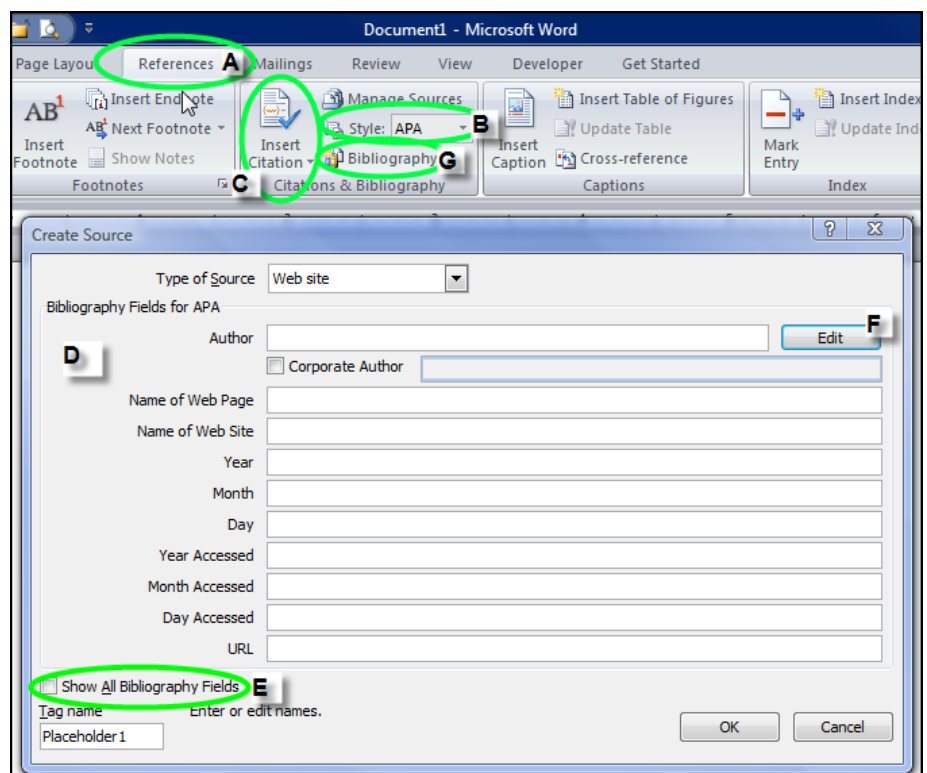 Document1 - Microsoft Word
Page Layou References A Mailings Review View Developer Get Started
AB1 Insert Endnote Manage Sources Insert Table of Figures Insert Index
AB1 Next Footnote Style: APA B Update Table Update Ind
Insert Footnote Show Notes Insert Citation Bibliography G Insert Caption Cross-reference Mark Entry
Footnotes C Citations & Bibliography Captions Index
Create Source
Type of Source Web site
Bibliography Fields for APA
Author Edit F
D
Corporate Author
Name of Web Page
Name of Web Site
Year
Month
Day
Year Accessed
Month Accessed
Day Accessed
URL
Show All Bibliography Fields E
Tag name Enter or edit names.
Placeholder1 OK Cancel